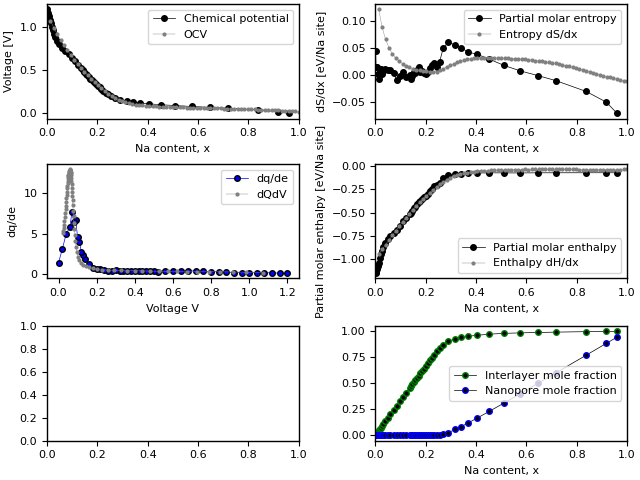 Voltage [V]
1.0
0.5
0.0
Chemical potential
OCV
0.0 0.2 0.4 0.6 0.8 1.0
Na content, x
dS/dx [eV/Na site]
0.10
0.05
0.00
−0.05
Partial molar entropy
Entropy dS/dx
0.0 0.2 0.4 0.6 0.8 1.0
Na content, x
dq/de
10
5
0
dq/de
dQdV
0.0 0.2 0.4 0.6 0.8 1.0 1.2
Voltage V
Partial molar enthalpy [eV/Na site]
0.00
−0.25
−0.50
−0.75
−1.00
Partial molar enthalpy
Enthalpy dH/dx
0.0 0.2 0.4 0.6 0.8 1.0
Na content, x
1.0
0.8
0.6
0.4
0.2
0.0
0.0 0.2 0.4 0.6 0.8 1.0
1.00
0.75
0.50
0.25
0.00
Interlayer mole fraction
Nanopore mole fraction
0.0 0.2 0.4 0.6 0.8 1.0
Na content, x